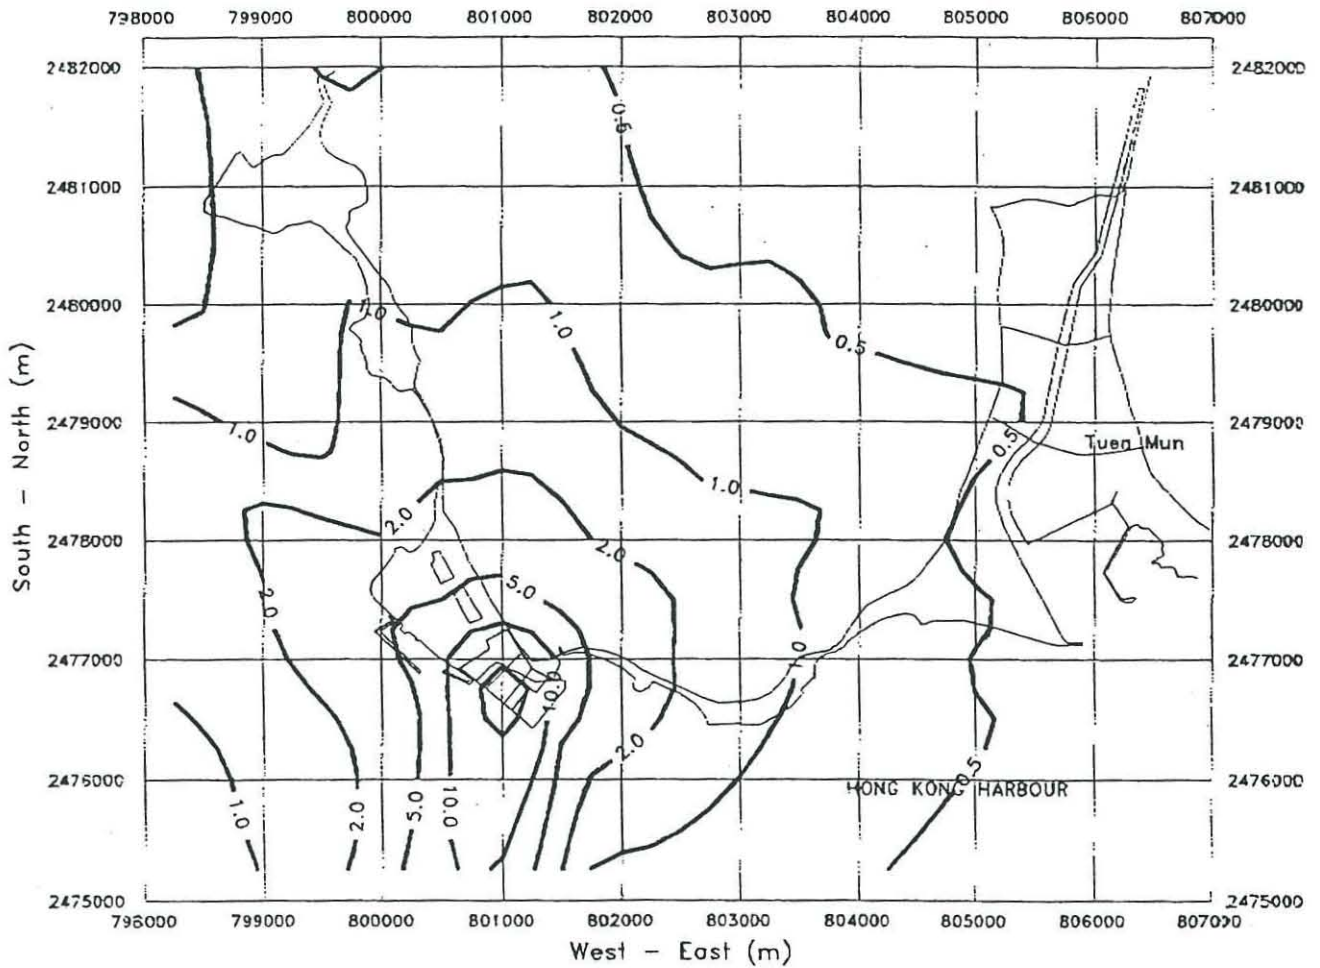 798000 799000 800000 801000 802000 803000 804000 805000 806000 807000
2482000 2482000
0.5
2481000 2481000
2480000 1.0 2480000
1.0
0.5
South - North (m)
2479000 1.0 0.5 2479000
Tuen Mun
1.0
2.0
2478000 2.0 2478000
5.0
2.0
2477000 1.0 2477000
10.0
2.0
2476000 0.5 2476000
HONG KONG HARBOUR
1.0 2.0 5.0 10.0
2475000 2475000
798000 799000 800000 801000 802000 803000 804000 805000 806000 807000
West - East (m)